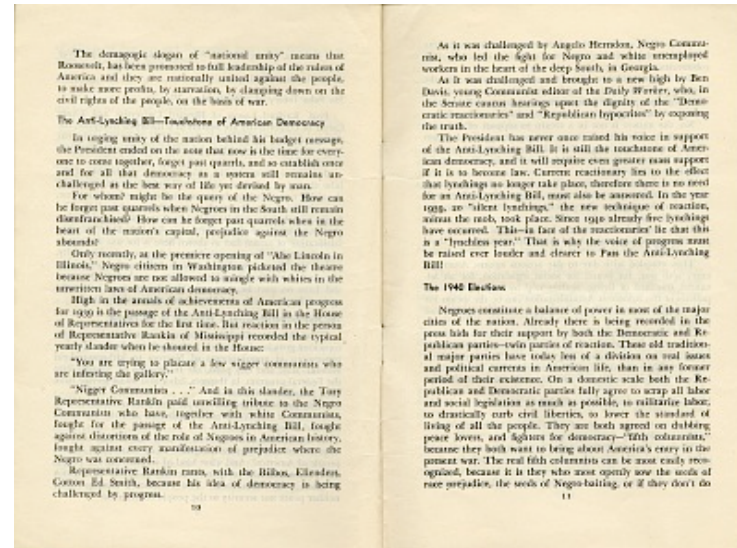 The demagogic slogan of "national unity" means that
Roosevelt, has been promoted to full leadership of the rulers of
America and they are nationally united against the people,
to make more profits, by starvation, by clamping down on the
civil rights of the people, on the basis of war.
The Anti-Lynching Bill—Touchstone of American Democracy
In urging unity of the nation behind his budget message,
the President ended on the note that now is the time for every-
one to come together, forget past quarrels, and so establish once
and for all that democracy as a system still remains un-
challenged as the best way of life yet devised by man.
For whom? might be the query of the Negro. How can
he forget past quarrels when Negroes in the South still remain
disenfranchised? How can he forget past quarrels when in the
heart of the nation's capital, prejudice against the Negro
abounds?
Only recently, at the premiere opening of "Abe Lincoln in
Illinois," Negro citizens in Washington picketed the theatre
because Negroes are not allowed to mingle with whites in the
unwritten laws of American democracy.
High in the annals of achievements of American progress
for 1939 is the passage of the Anti-Lynching Bill in the House
of Representatives for the first time. But reaction in the person
of Representative Rankin of Mississippi recorded the typical
yearly slander when he shouted in the House:
"You are trying to placate a few nigger communists who
are infesting the gallery."
"Nigger Communists . . ." And in this slander, the Tory
Representative Rankin paid unwilling tribute to the Negro
Communists who have, together with white Communists,
fought for the passage of the Anti-Lynching Bill, fought
against distortions of the role of Negroes in American history,
fought against every manifestation of prejudice where the
Negro was concerned.
Representative Rankin rants, with the Bilbos, Ellenders,
Cotton Ed Smith, because his idea of democracy is being
challenged by progress.
10
As it was challenged by Angelo Herndon, Negro Commu-
nist, who led the fight for Negro and white unemployed
workers in the heart of the deep South, in Georgia.
As it was challenged and brought to a new high by Ben
Davis, young Communist editor of the Daily Worker, who, in
the Senate caucus hearings upset the dignity of the "Demo-
cratic reactionaries" and "Republican hypocrites" by exposing
the truth.
The President has never once raised his voice in support
of the Anti-Lynching Bill. It is still the touchstone of Amer-
ican democracy, and it will require even greater mass support
if it is to become law. Current reactionary lies to the effect
that lynchings no longer take place, therefore there is no need
for an Anti-Lynching Bill, must also be answered. In the year
1939, an "silent lynchings," the new technique of reaction,
minus the mob, took place. Since 1940 already five lynchings
have occurred. This—in face of the reactionaries' lie that this
is a "lynchless year." That is why the voice of progress must
be raised ever louder and clearer to Pass the Anti-Lynching
Bill!
The 1940 Elections
Negroes constitute a balance of power in most of the major
cities of the nation. Already there is being recorded in the
press bids for their support by both the Democratic and Re-
publican parties—twin parties of reaction. These old tradition-
al major parties have today less of a division on real issues
and political currents in American life, than in any former
period of their existence. On a domestic scale both the Re-
publican and Democratic parties fully agree to scrap all labor
and social legislation as much as possible, to militarize labor,
to drastically curb civil liberties, to lower the standard of
living of all the people. They are both agreed on dubbing
peace lovers, and fighters for democracy—"fifth columnists,"
because they both want to bring about America's entry in the
present war. The real fifth columnists can be most easily rec-
ognized, because it is they who most openly sow the seeds of
race prejudice, the seeds of Negro-baiting, or if they don't do
11